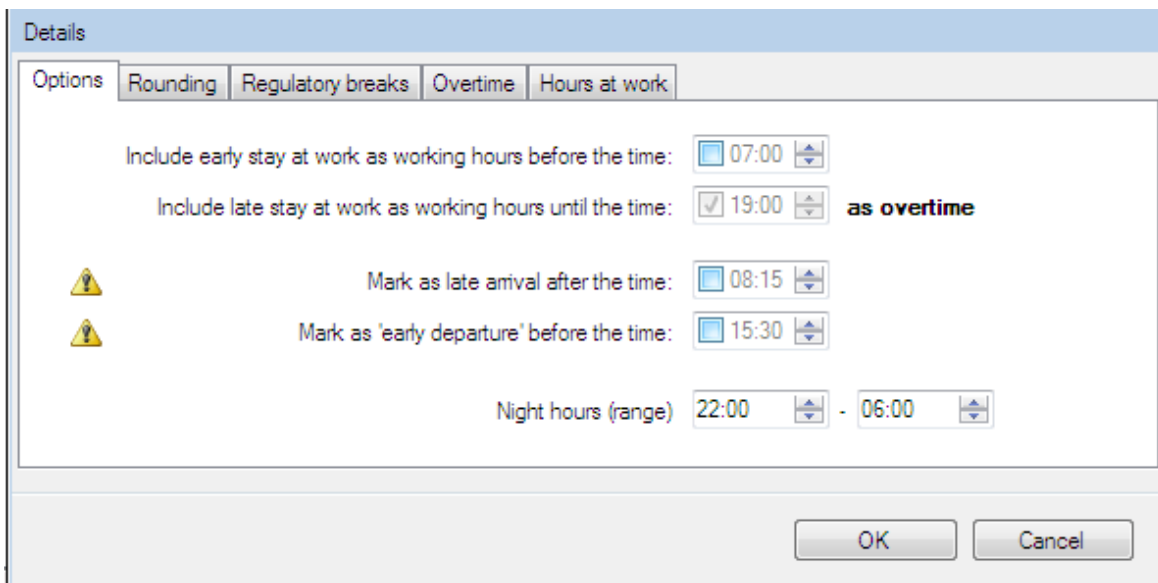 Details
Options Rounding Regulatory breaks Overtime Hours at work
Include early stay at work as working hours before the time: 07:00
Include late stay at work as working hours until the time: 19:00 as overtime
Mark as late arrival after the time: 08:15
Mark as 'early departure' before the time: 15:30
Night hours (range) 22:00 - 06:00
OK Cancel